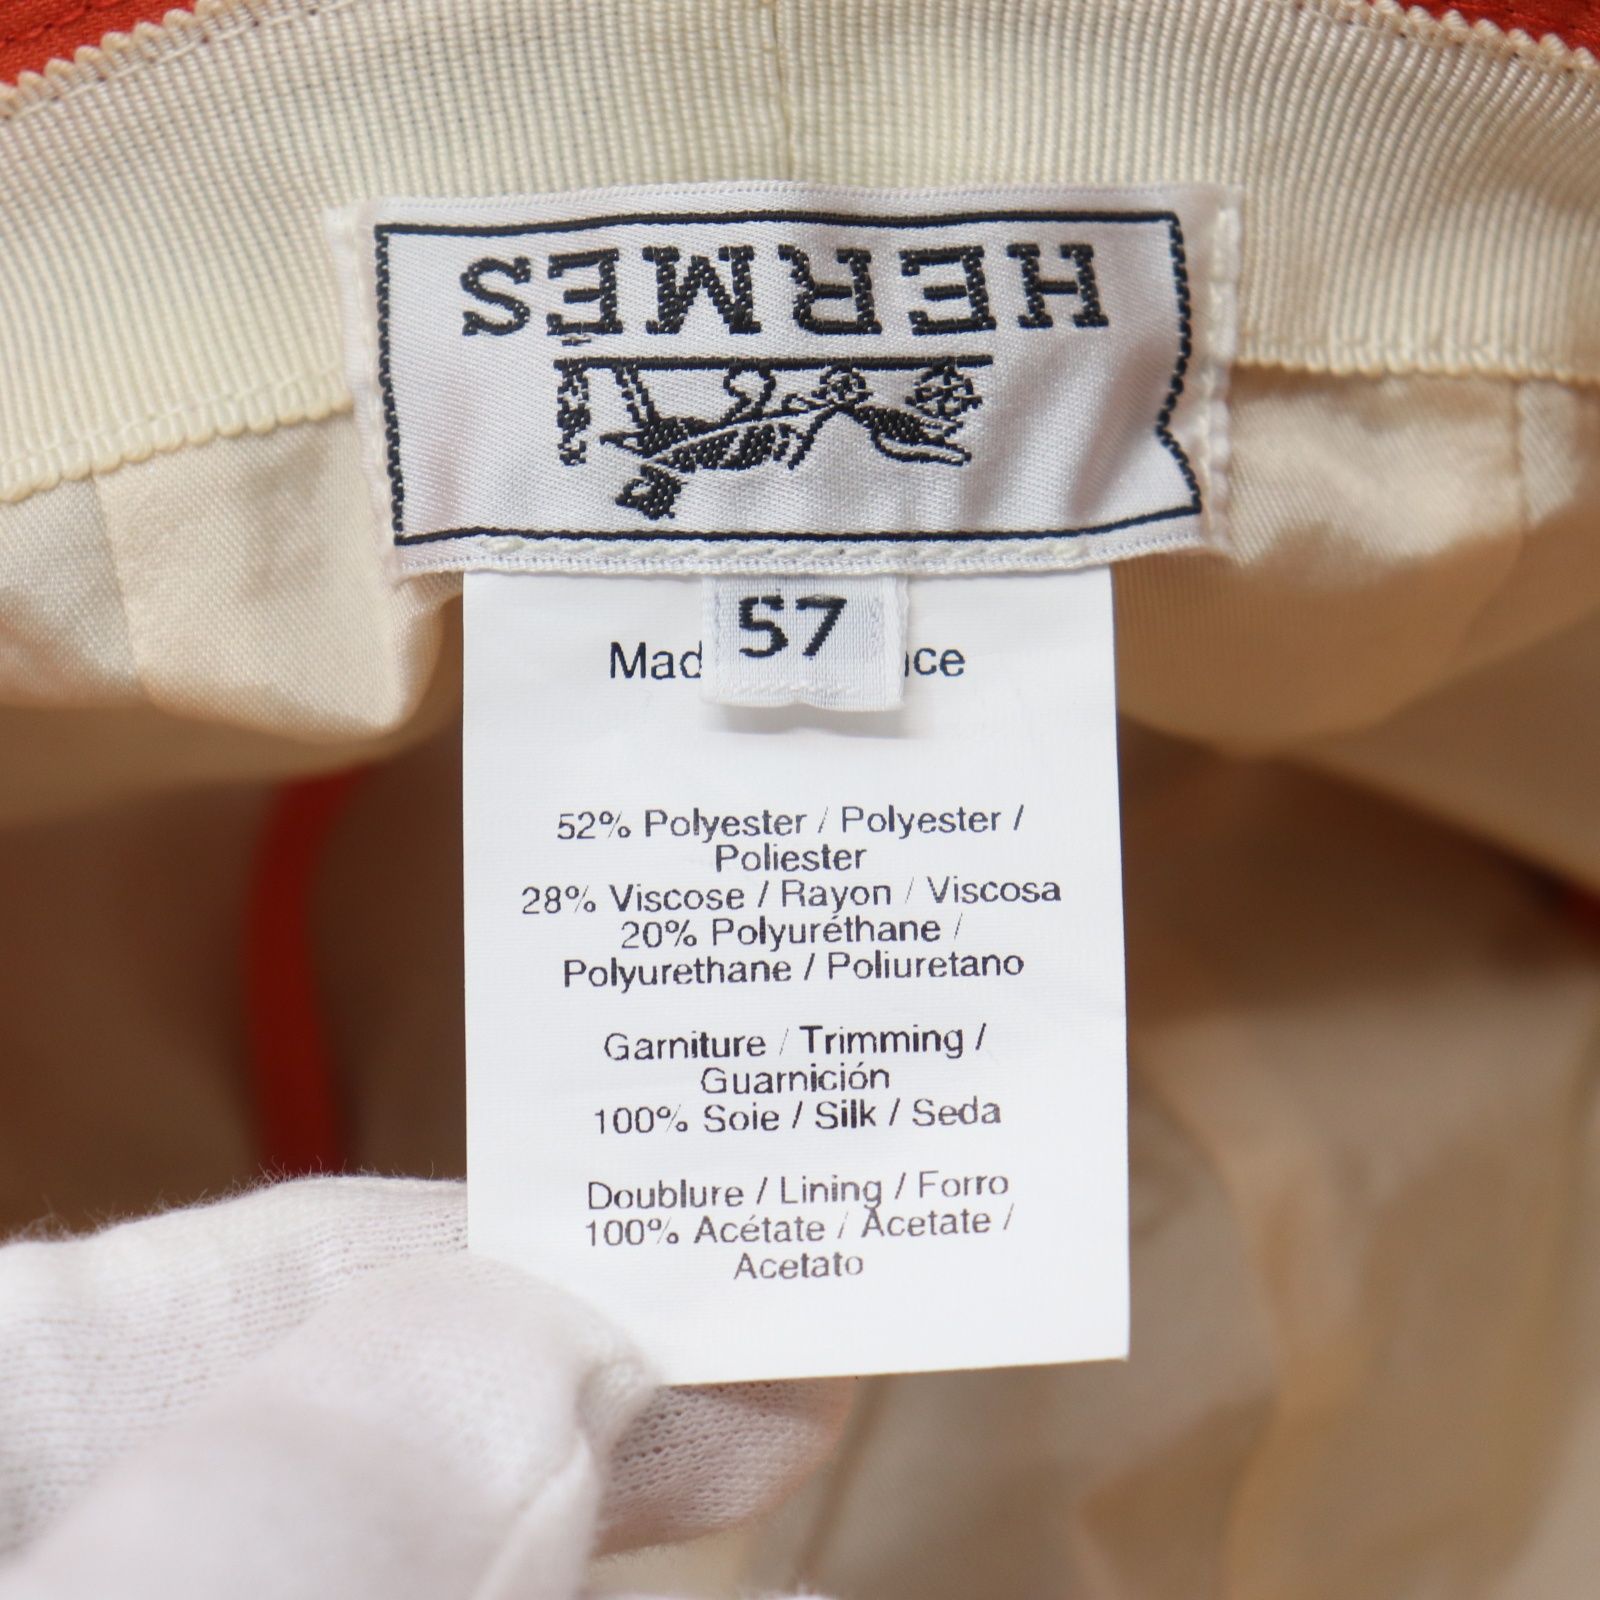 HERMES
57
Mad ce
52% Polyester / Polyester /
Poliester
28% Viscose / Rayon / Viscosa
20% Polyuréthane /
Polyurethane / Poliuretano
Garniture / Trimming /
Guarnición
100% Soie / Silk / Seda
Doublure / Lining / Forro
100% Acétate / Acetate /
Acetato